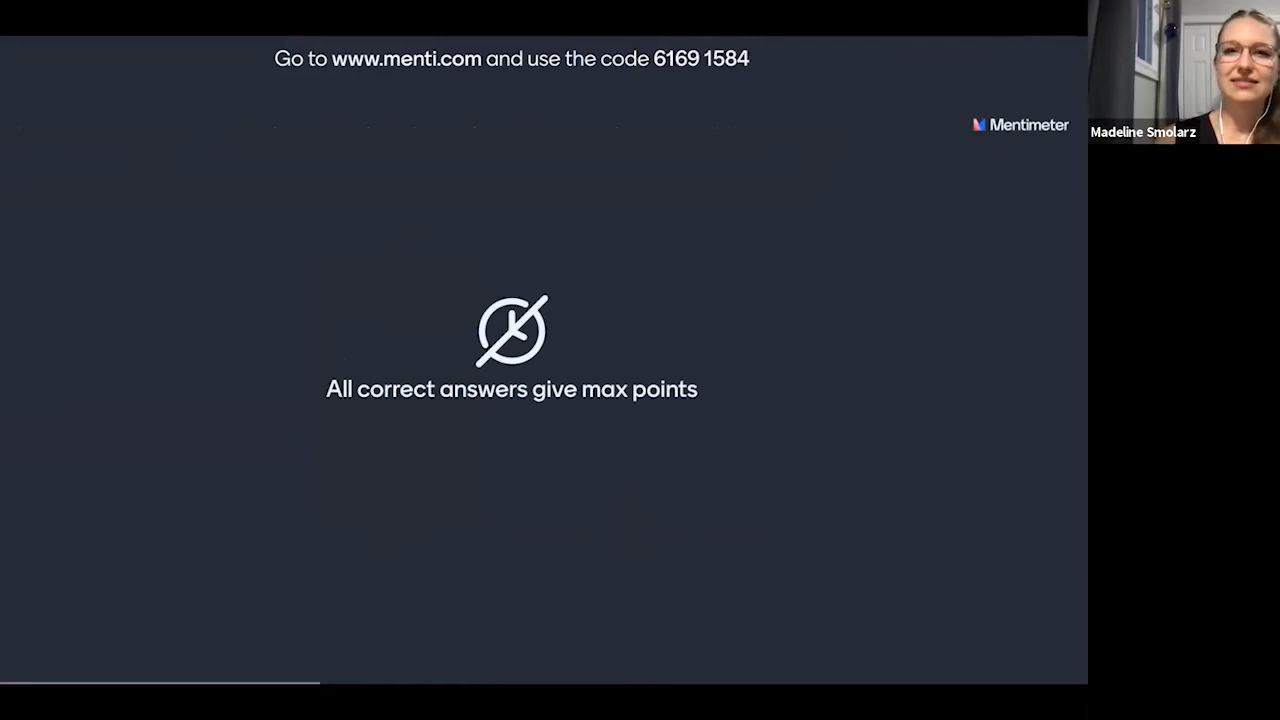 Go to www.menti.com and use the code 6169 1584
Mentimeter
Madeline Smolarz
All correct answers give max points